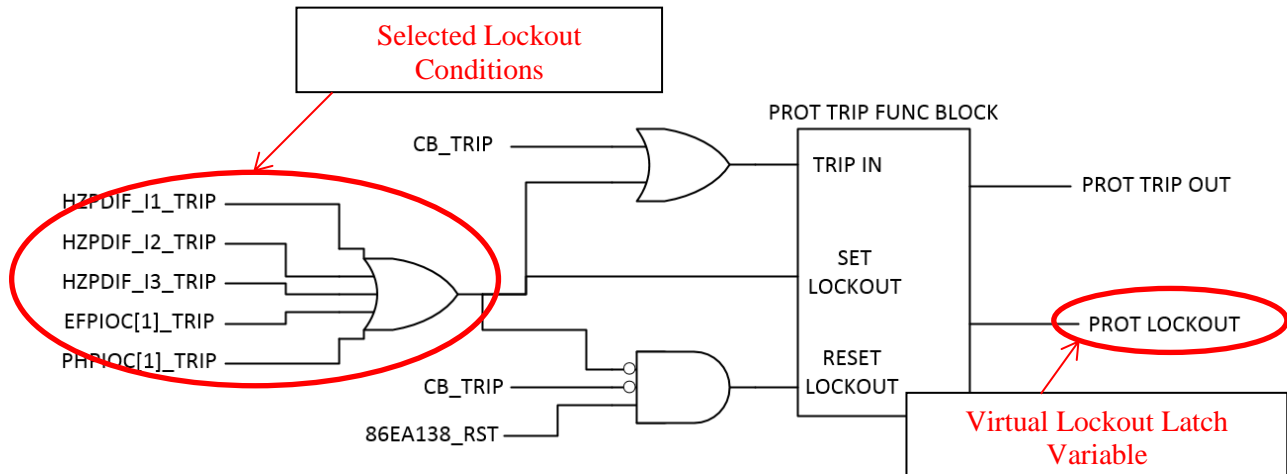 Selected Lockout
Conditions
PROT TRIP FUNC BLOCK
CB_TRIP
TRIP IN
HZPDIF_I1_TRIP
PROT TRIP OUT
HZPDIF_I2_TRIP
HZPDIF_I3_TRIP
SET
LOCKOUT
EFPIOC[1]_TRIP
PROT LOCKOUT
PHPIOC[1]_TRIP
RESET
LOCKOUT
CB_TRIP
86EA138_RST
Virtual Lockout Latch
Variable